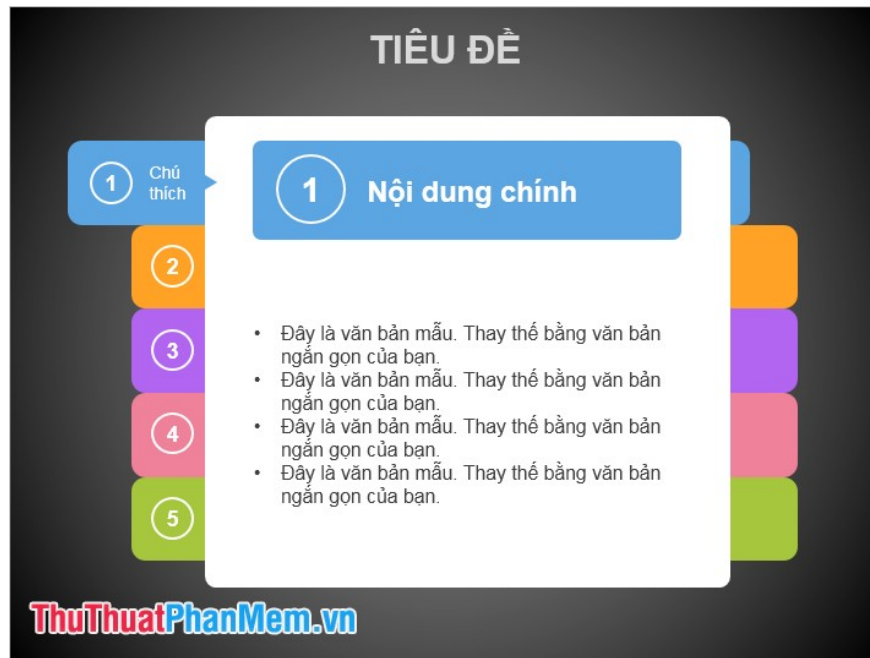 TIÊU ĐỀ
1
Chú
thích
1
Nội dung chính
2
3
4
5
• Đây là văn bản mẫu. Thay thế bằng văn bản
ngắn gọn của bạn.
• Đây là văn bản mẫu. Thay thế bằng văn bản
ngắn gọn của bạn.
• Đây là văn bản mẫu. Thay thế bằng văn bản
ngắn gọn của bạn.
• Đây là văn bản mẫu. Thay thế bằng văn bản
ngắn gọn của bạn.
ThuThuatPhanMem.vn